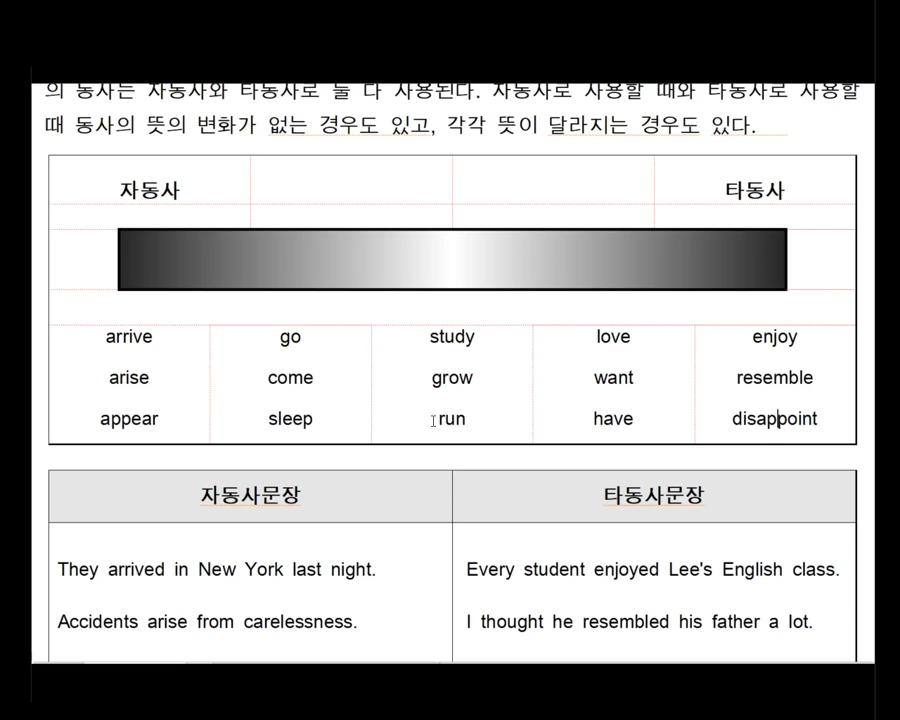 의 동사는 자동사와 타동사로 둘 다 사용된다. 자동사로 사용할 때와 타동사로 사용할
때 동사의 뜻의 변화가 없는 경우도 있고, 각각 뜻이 달라지는 경우도 있다.
자동사 타동사
arrive go study love enjoy
arise come grow want resemble
appear sleep run have disappoint
자동사문장 타동사문장
They arrived in New York last night. Every student enjoyed Lee's English class.
Accidents arise from carelessness. I thought he resembled his father a lot.